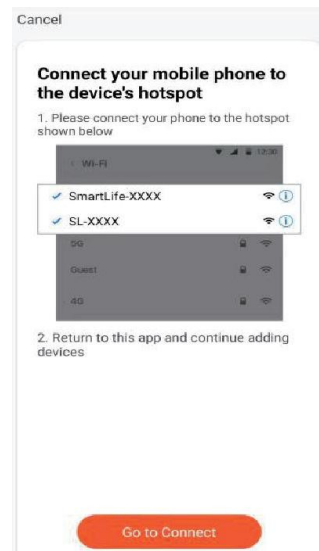 Cancel
Connect your mobile phone to
the device's hotspot
1. Please connect your phone to the hotspot
shown below
12:30
Wi-Fi
SmartLife-XXXX
SL-XXXX
5G
Guest
4G
2. Return to this app and continue adding
devices
Go to Connect